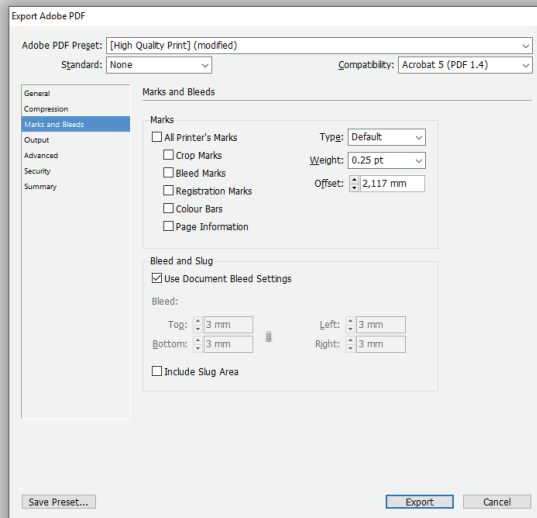 Export Adobe PDF
Adobe PDF Preset: [High Quality Print] (modified)
Standard: None Compatibility: Acrobat 5 (PDF 1.4)
General
Compression
Marks and Bleeds
Output
Advanced
Security
Summary
Marks and Bleeds
Marks
All Printer's Marks Type: Default
Crop Marks Weight: 0.25 pt
Bleed Marks Offset: 2,117 mm
Registration Marks
Colour Bars
Page Information
Bleed and Slug
Use Document Bleed Settings
Bleed:
Top: 3 mm Left: 3 mm
Bottom: 3 mm Right: 3 mm
Include Slug Area
Save Preset... Export Cancel